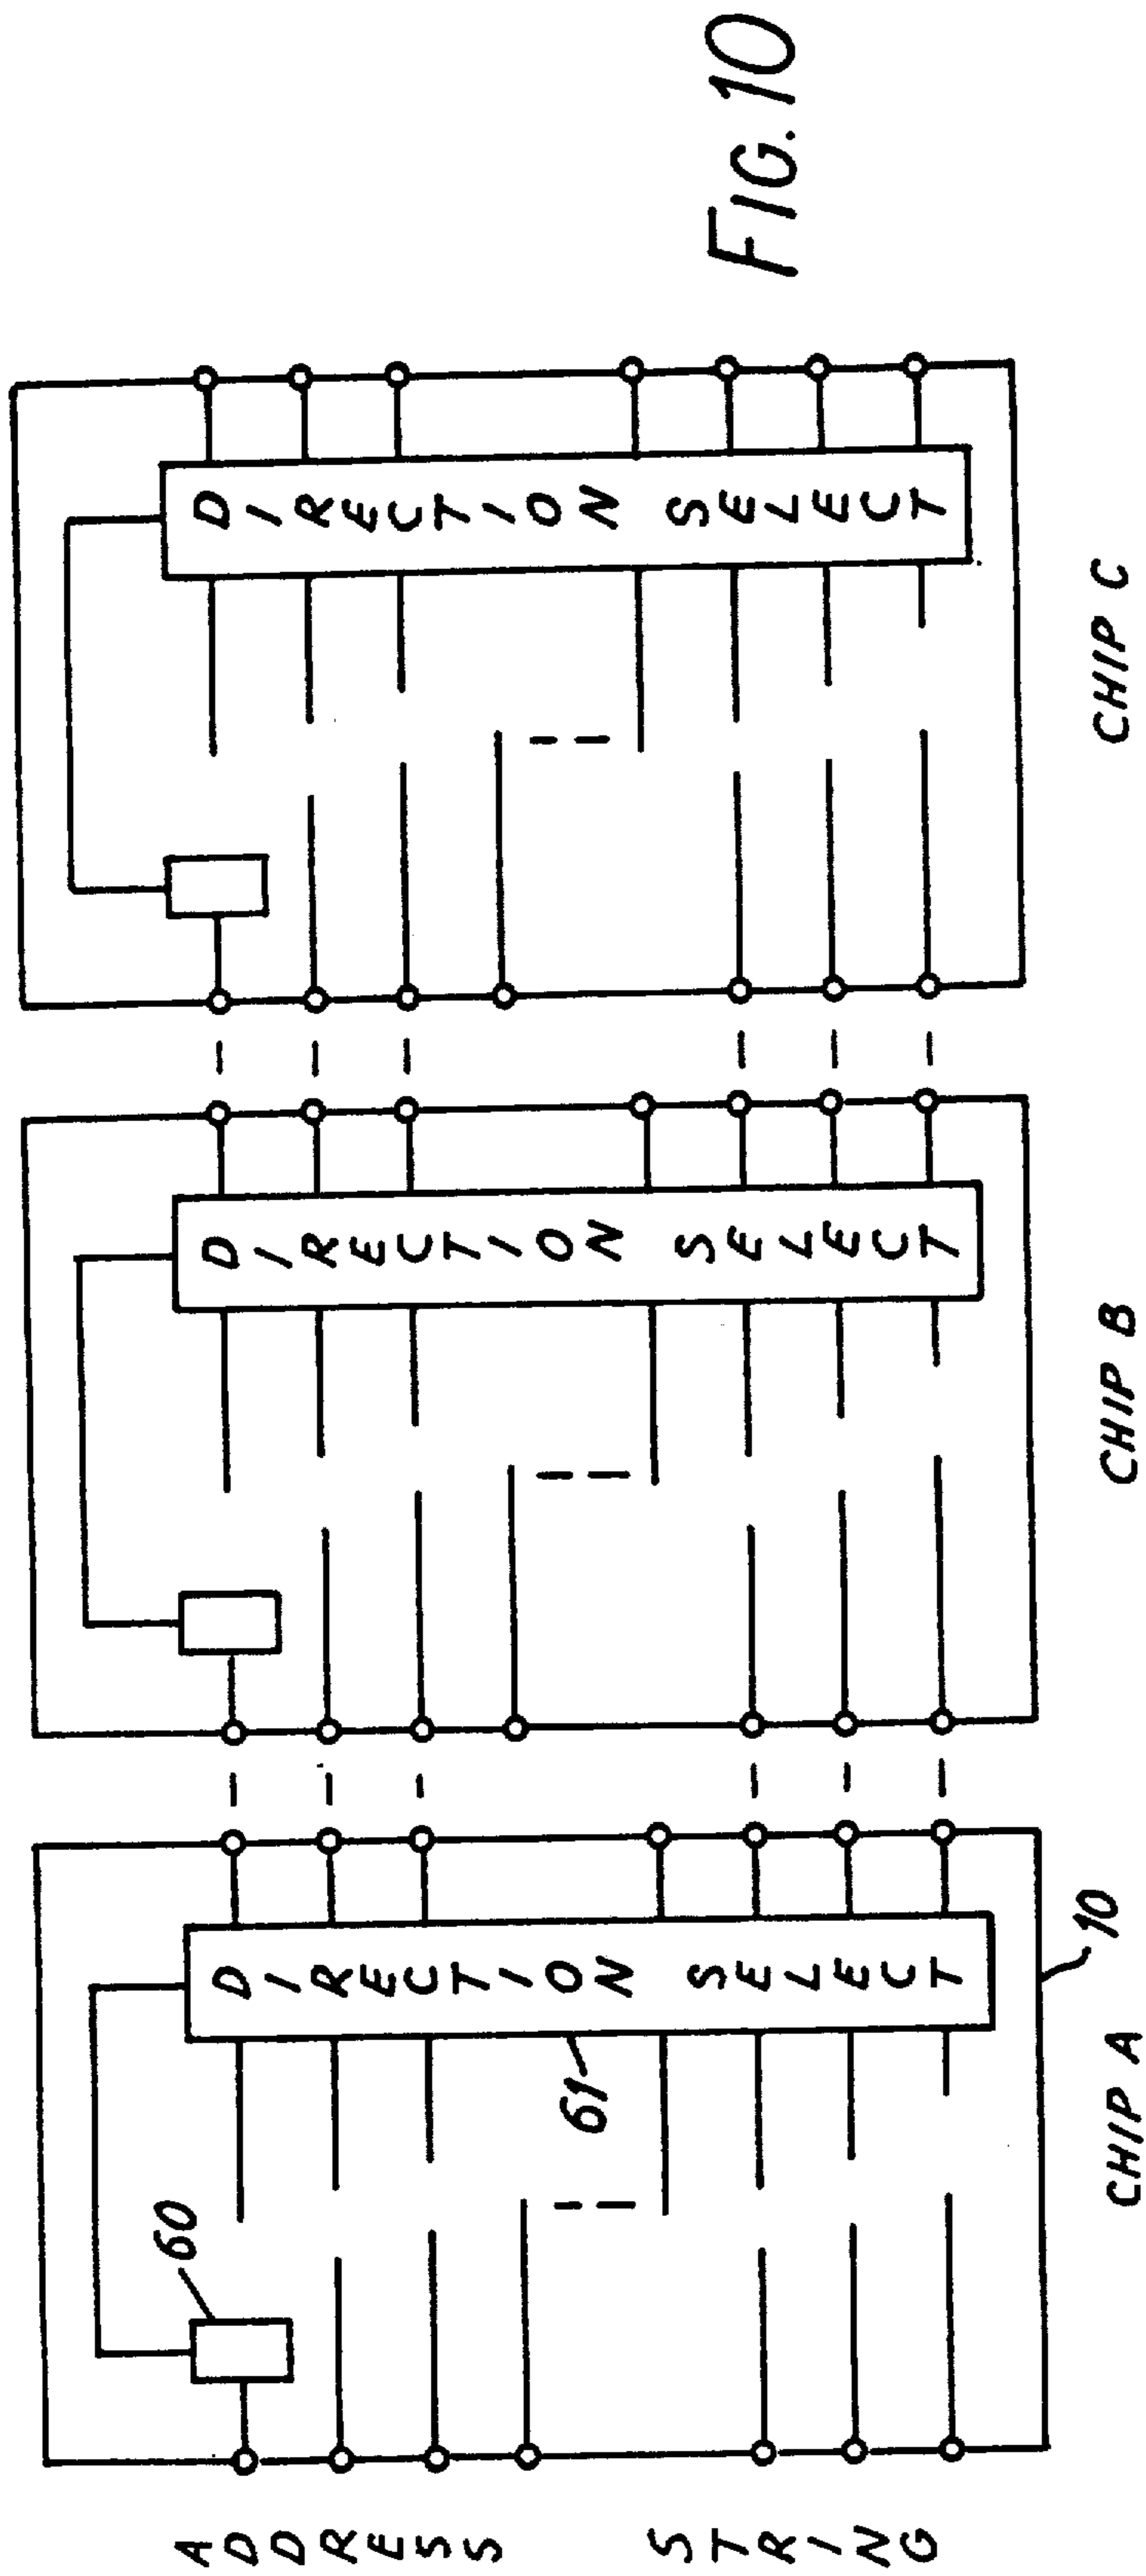 ADDRESS STRING
60
DIRECTION SELECT
61
10
CHIP A
DIRECTION SELECT
CHIP B
DIRECTION SELECT
CHIP C
FIG. 10